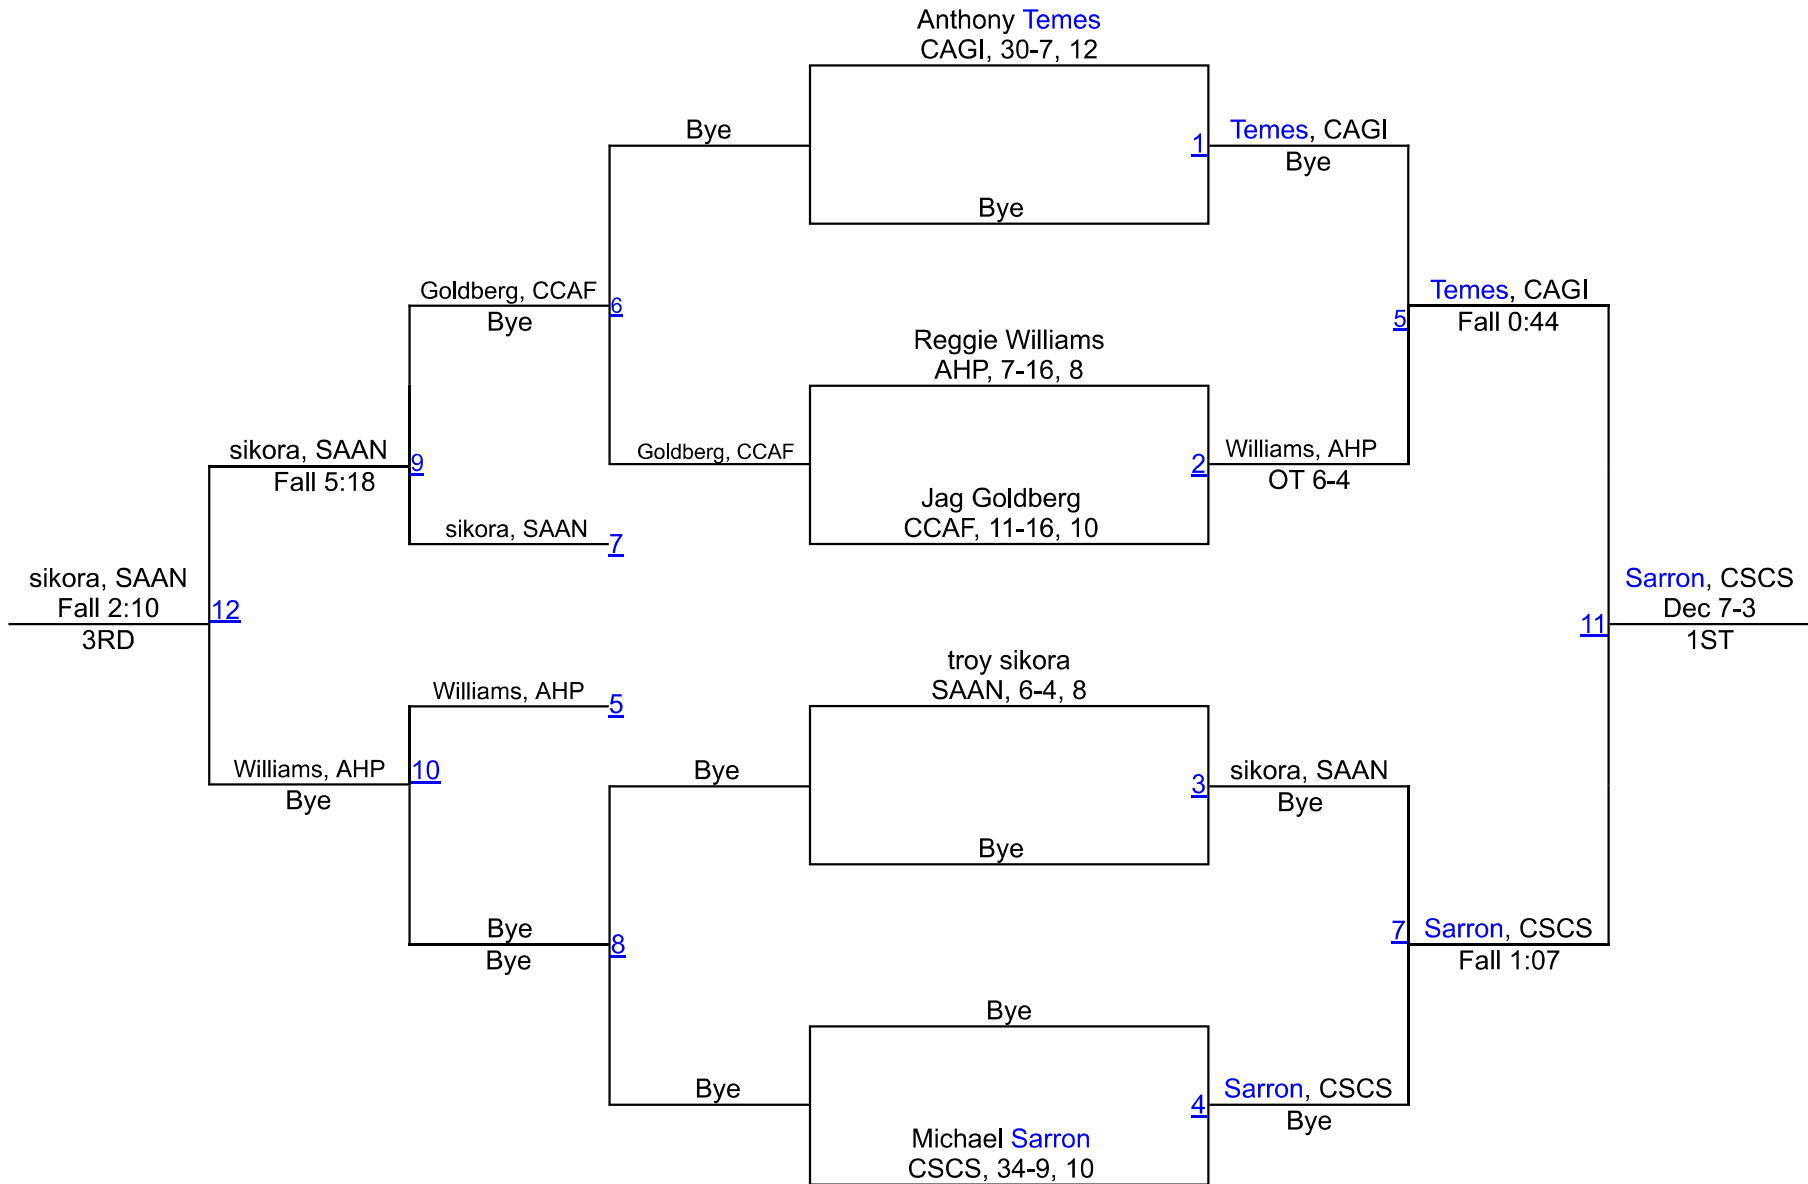 Anthony Temes
CAGI, 30-7, 12
Bye
1
Temes, CAGI
Bye
Bye
Goldberg, CCAF
Bye
6
Temes, CAGI
Fall 0:44
5
Reggie Williams
AHP, 7-16, 8
sikora, SAAN
Fall 5:18
9
Goldberg, CCAF
2
Williams, AHP
OT 6-4
Jag Goldberg
CCAF, 11-16, 10
sikora, SAAN
7
sikora, SAAN
Fall 2:10
3RD
12
Sarron, CSCS
Dec 7-3
1ST
11
troy sikora
SAAN, 6-4, 8
Williams, AHP
5
Williams, AHP
Bye
10
Bye
3
sikora, SAAN
Bye
Bye
Bye
Bye
8
7
Sarron, CSCS
Fall 1:07
Bye
Bye
4
Sarron, CSCS
Bye
Michael Sarron
CSCS, 34-9, 10